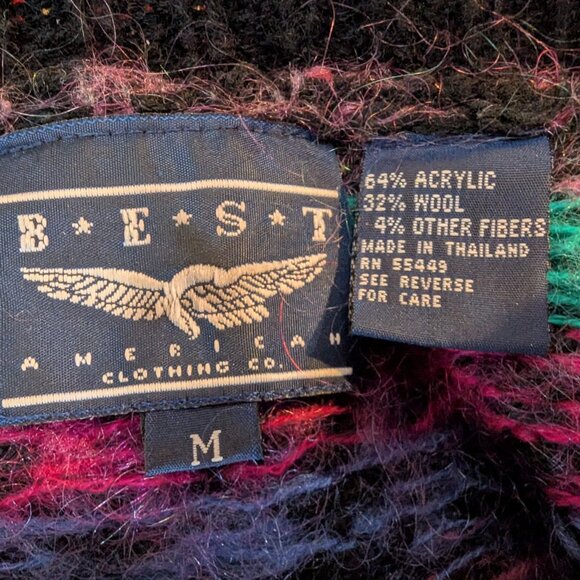 B★E★S★T
AMERICAN
CLOTHING CO.
M
64% ACRYLIC
32% WOOL
4% OTHER FIBERS
MADE IN THAILAND
RN 55449
SEE REVERSE
FOR CARE